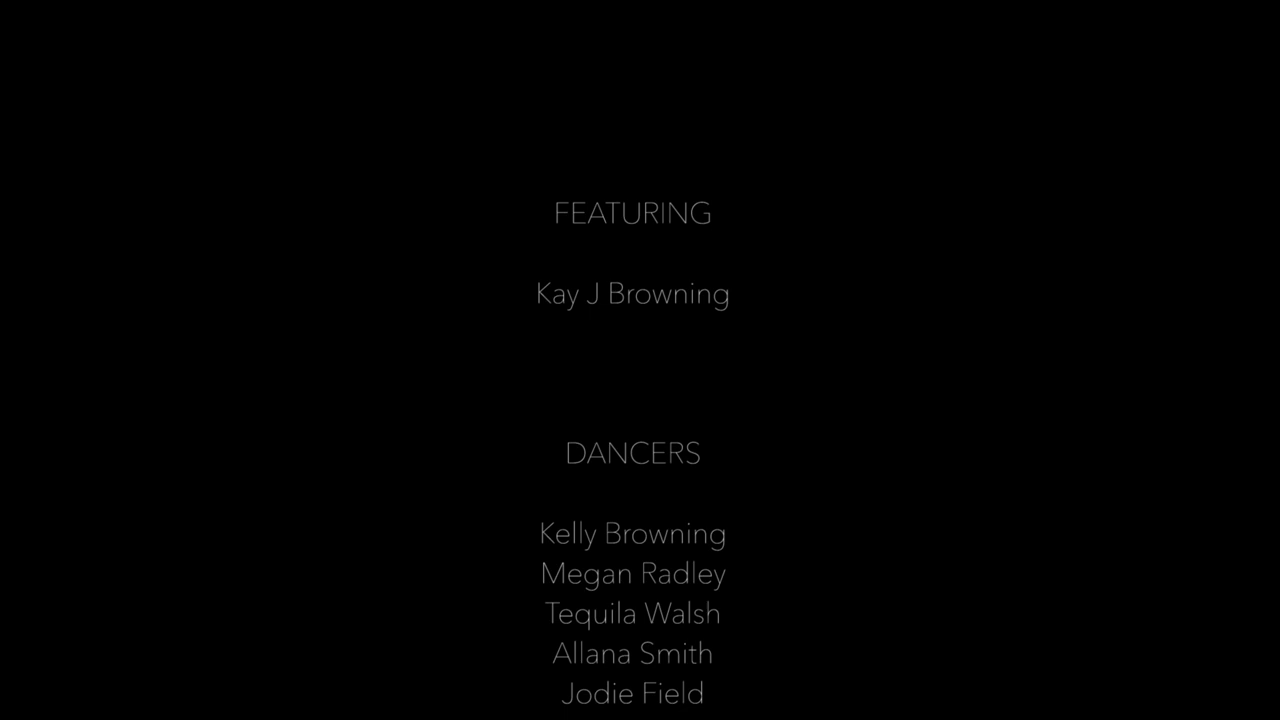 FEATURING
Kay J Browning
DANCERS
Kelly Browning
Megan Radley
Tequila Walsh
Allana Smith
Jodie Field